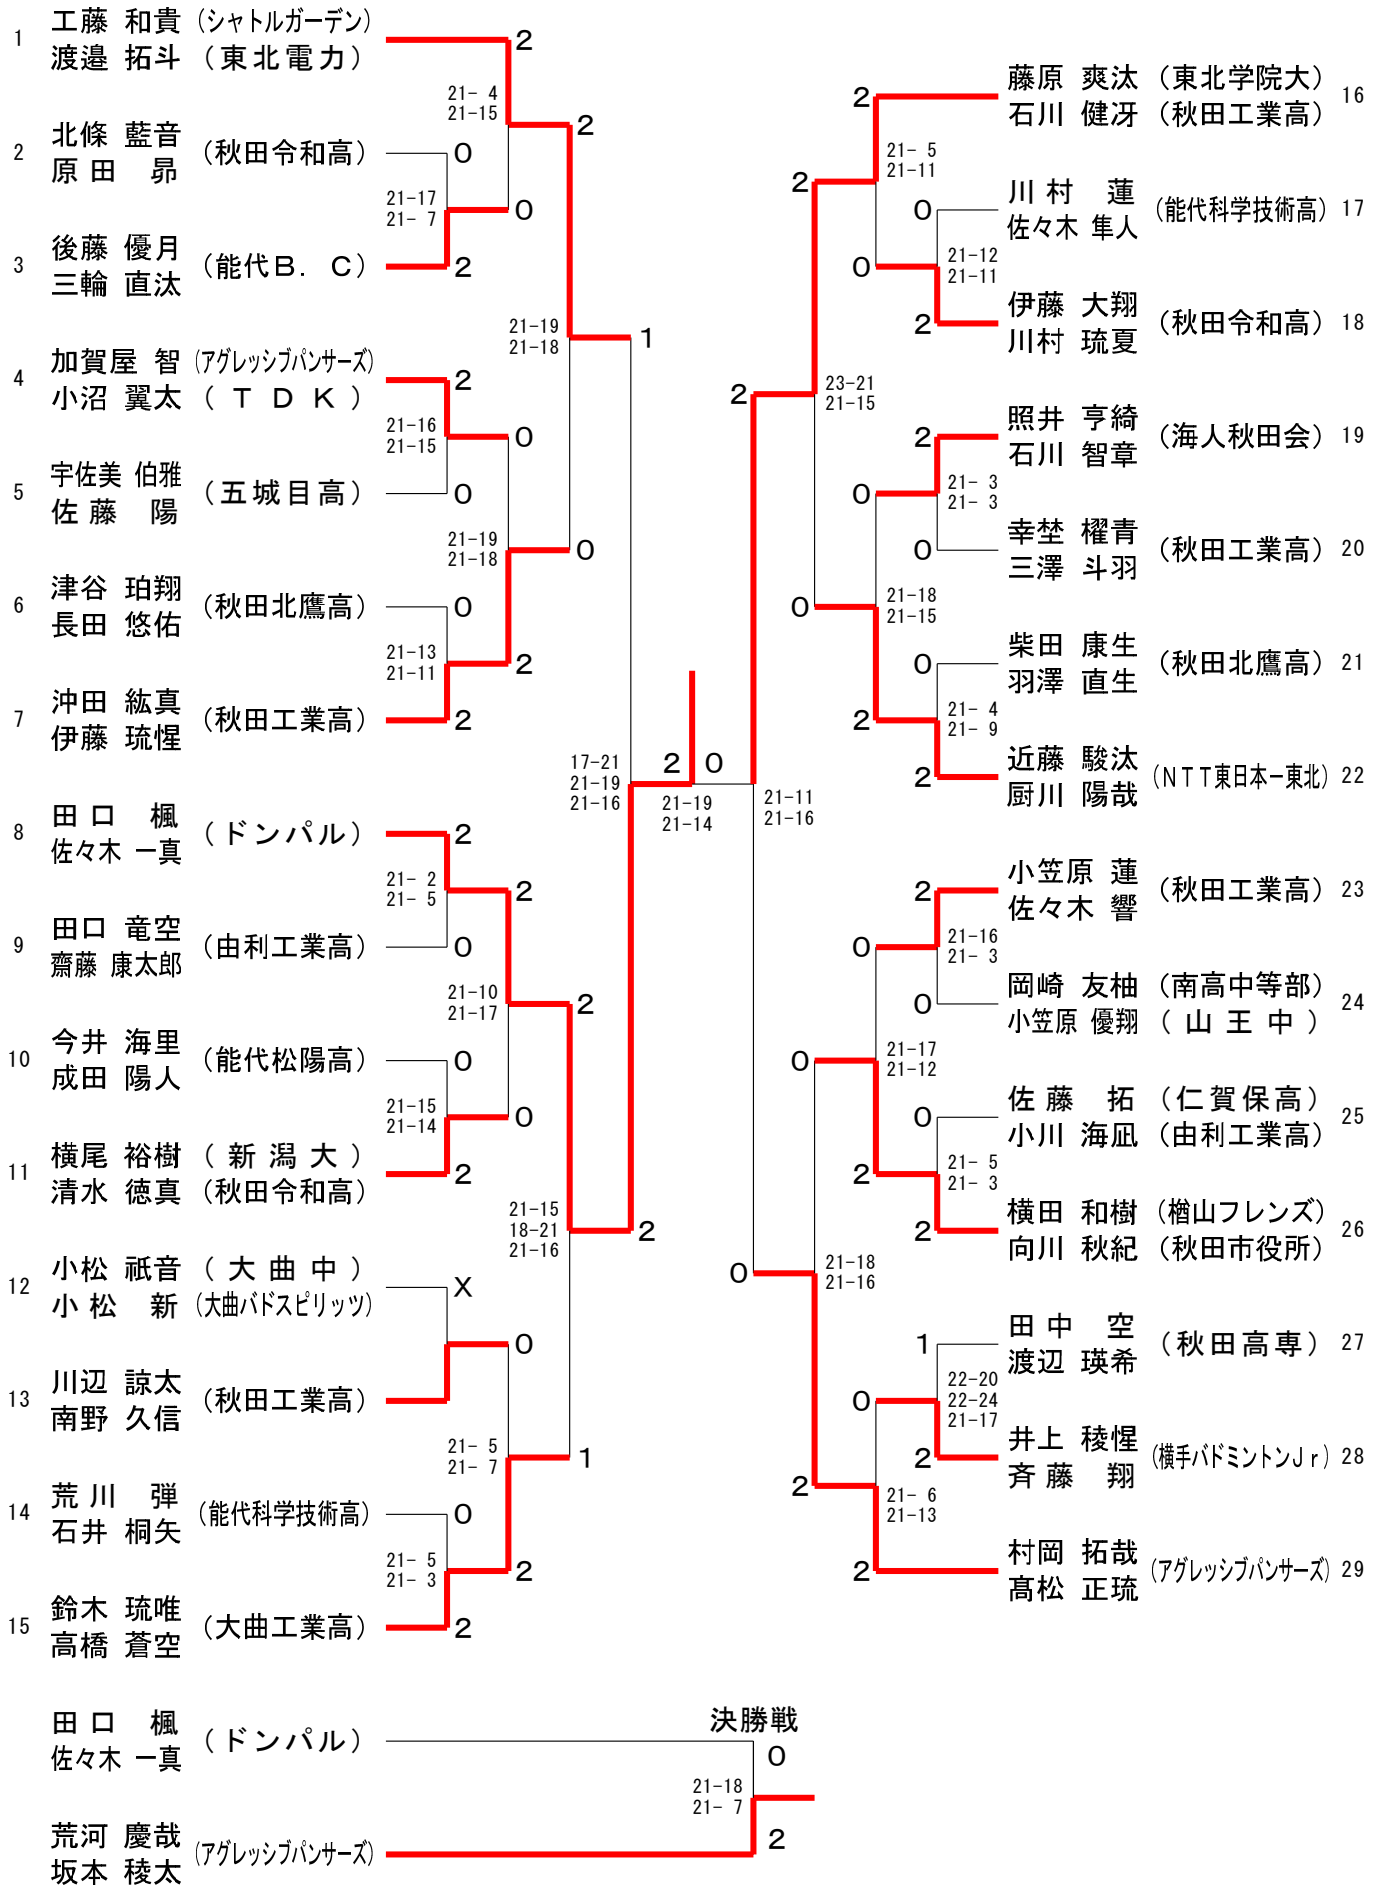 1 工藤 和貴 (シャトルガーデン)
渡邉 拓斗 (東北電力)
2
21- 4
21-15
2
2 北條 藍音 (秋田令和高)
原田 昴
0
21-17
21- 7
0
3 後藤 優月 (能代B.C)
三輪 直汰
2
21-19
21-18
1
4 加賀屋 智 (アグレッシブパンサーズ)
小沼 翼太 (TDK)
2
21-16
21-15
0
5 宇佐美 伯雅 (五城目高)
佐藤 陽
0
21-19
21-18
0
6 津谷 珀翔 (秋田北鷹高)
長田 悠佑
0
21-13
21-11
2
7 沖田 紘真 (秋田工業高)
伊藤 琉惺
2
17-21
21-19
21-16
2 0
21-19
21-14
8 田口 楓 (ドンパル)
佐々木 一真
2
21- 2
21- 5
2
9 田口 竜空 (由利工業高)
齋藤 康太郎
0
21-10
21-17
2
10 今井 海里 (能代松陽高)
成田 陽人
0
21-15
21-14
0
11 横尾 裕樹 (新潟大)
清水 徳真 (秋田令和高)
2
21-15
18-21
21-16
2
12 小松 祇音 (大曲中)
小松 新 (大曲バドスピリッツ)
X
0
13 川辺 諒太 (秋田工業高)
南野 久信
21- 5
21- 7
1
14 荒川 弾 (能代科学技術高)
石井 桐矢
0
21- 5
21- 3
2
15 鈴木 琉唯 (大曲工業高)
高橋 蒼空
2
藤原 爽汰 (東北学院大) 16
石川 健冴 (秋田工業高)
2
21- 5
21-11
2
川村 蓮 (能代科学技術高) 17
佐々木 隼人
0
21-12
21-11
0
伊藤 大翔 (秋田令和高) 18
川村 琉夏
2
23-21
21-15
2
照井 亨綺 (海人秋田会) 19
石川 智章
2
21- 3
21- 3
0
幸埜 櫂青 (秋田工業高) 20
三澤 斗羽
0
21-18
21-15
0
柴田 康生 (秋田北鷹高) 21
羽澤 直生
0
21- 4
21- 9
2
近藤 駿汰 (NTT東日本ー東北) 22
厨川 陽哉
2
21-11
21-16
小笠原 蓮 (秋田工業高) 23
佐々木 響
2
21-16
21- 3
0
岡崎 友柚 (南高中等部) 24
小笠原 優翔 (山王中)
0
21-17
21-12
0
佐藤 拓 (仁賀保高) 25
小川 海凪 (由利工業高)
0
21- 5
21- 3
2
横田 和樹 (楢山フレンズ) 26
向川 秋紀 (秋田市役所)
2
21-18
21-16
0
田中 空 (秋田高専) 27
渡辺 瑛希
1
22-20
22-24
21-17
0
井上 稜惺 (横手バドミントンJr) 28
斉藤 翔
2
21- 6
21-13
2
村岡 拓哉 (アグレッシブパンサーズ) 29
髙松 正琉
2
決勝戦
田口 楓 (ドンパル)
佐々木 一真
0
21-18
21- 7
荒河 慶哉 (アグレッシブパンサーズ)
坂本 稜太
2